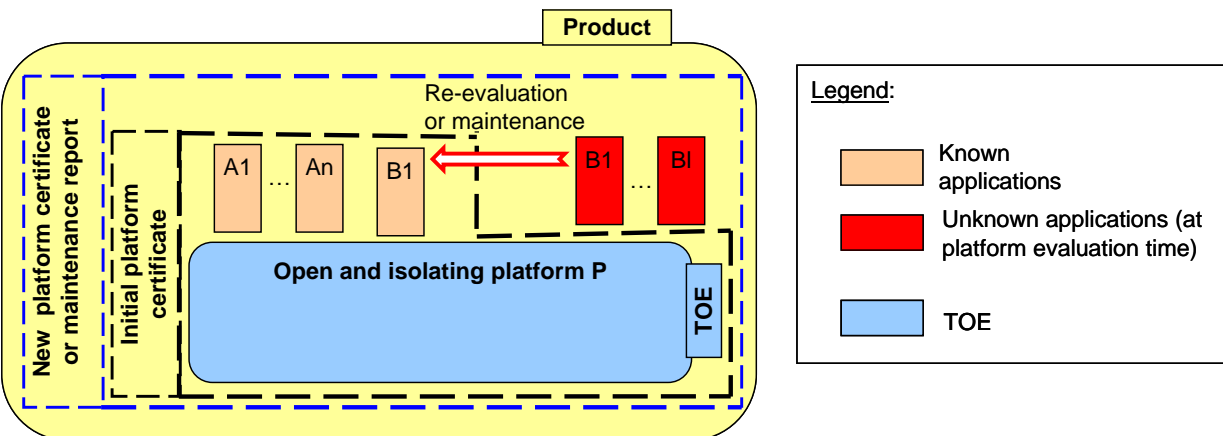 Product
New platform certificate
or maintenance report
Initial platform
certificate
Re-evaluation
or maintenance
A1
...
An
B1
B1
...
Bl
Open and isolating platform P
TOE
Legend:
Known
applications
Unknown applications (at
platform evaluation time)
TOE